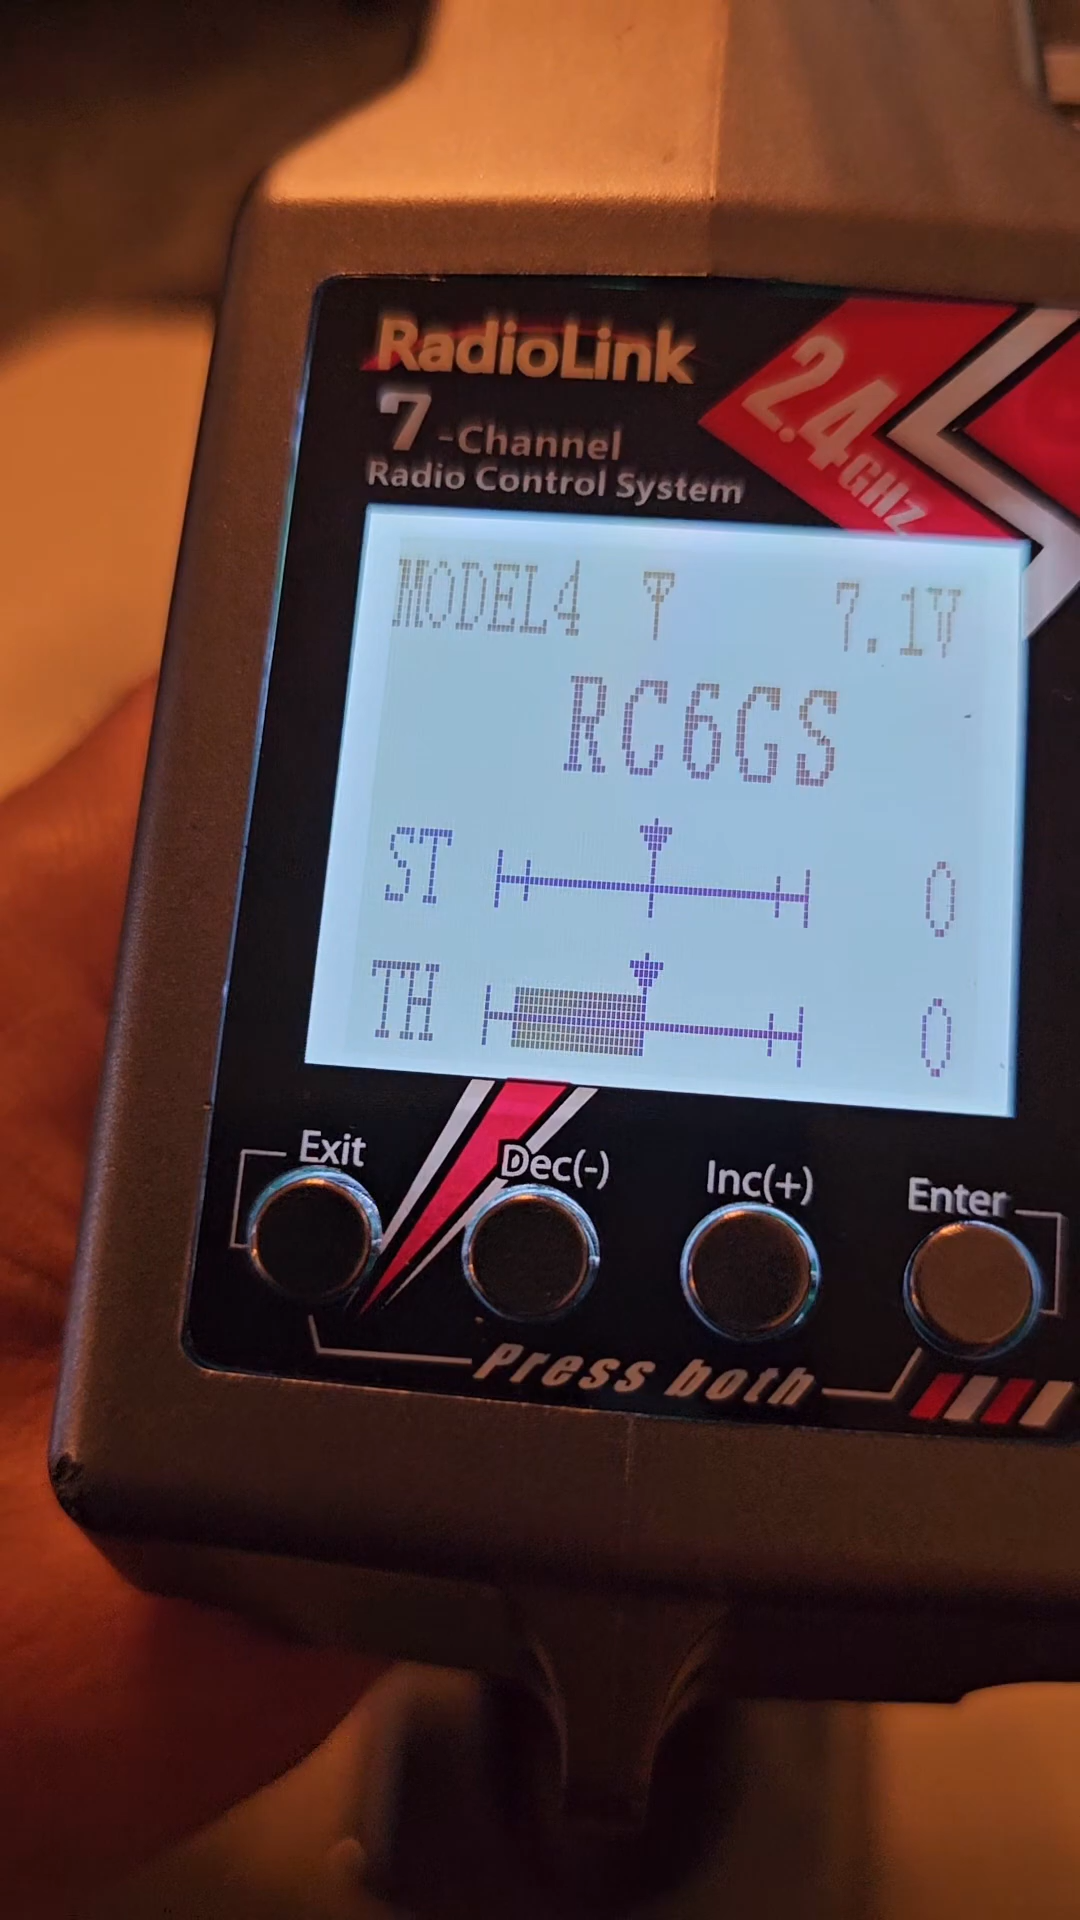 RadioLink
7-Channel
Radio Control System
2.4GHz
MODEL4 7.1V
RC6GS
ST 0
TH 0
Exit Dec(-) Inc(+) Enter
Press both